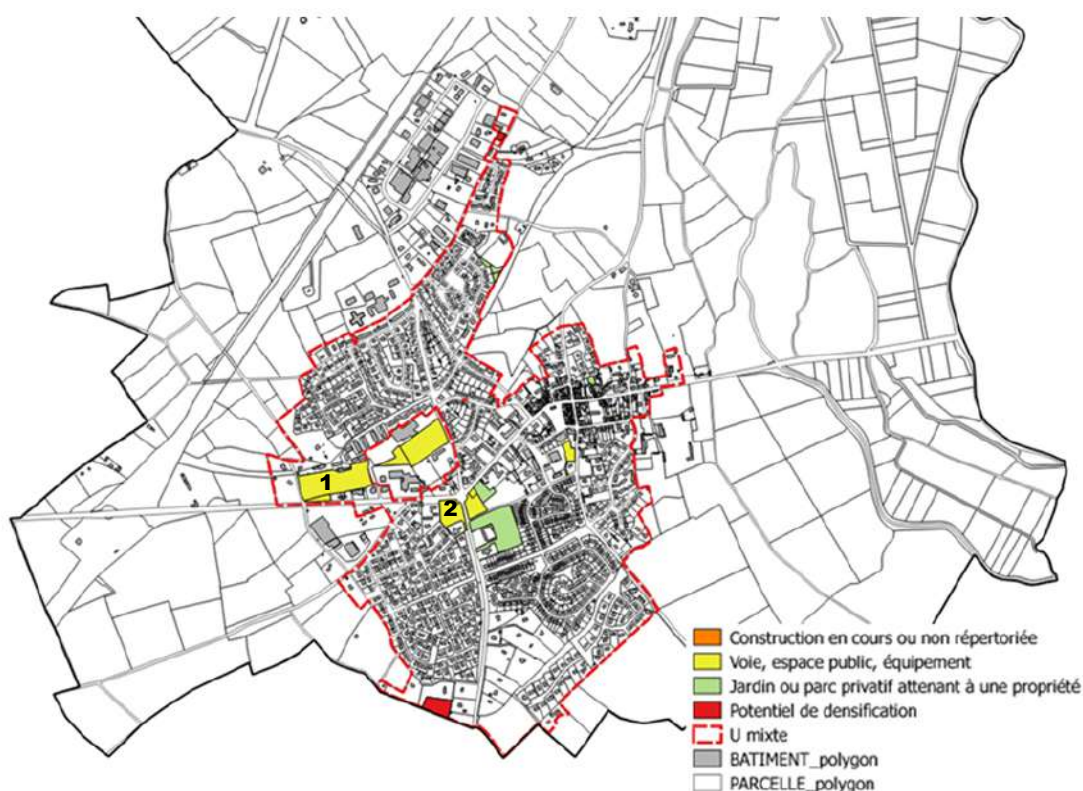 1
2
Construction en cours ou non répertoriée
Voie, espace public, équipement
Jardin ou parc privatif attenant à une propriété
Potentiel de densification
U mixte
BATIMENT_polygon
PARCELLE_polygon